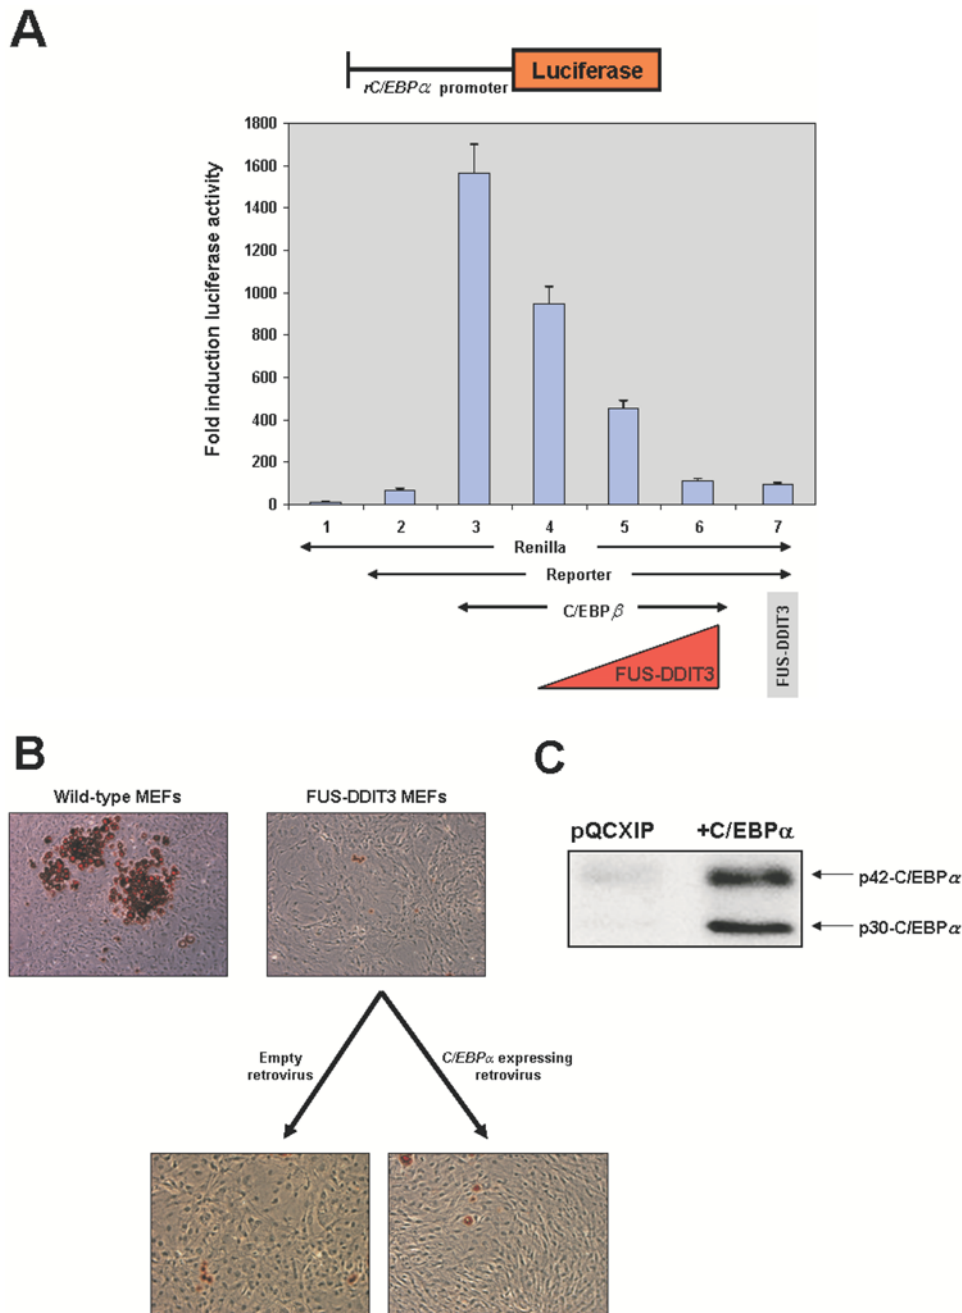 A
Luciferase
rC/EBPα promoter
Fold induction luciferase activity
1800
1600
1400
1200
1000
800
600
400
200
0
1 2 3 4 5 6 7
Renilla
Reporter
C/EBPβ
FUS-DDIT3
FUS-DDIT3
B
Wild-type MEFs
FUS-DDIT3 MEFs
Empty
retrovirus
C/EBPα expressing
retrovirus
C
pQCXIP
+C/EBPα
p42-C/EBPα
p30-C/EBPα